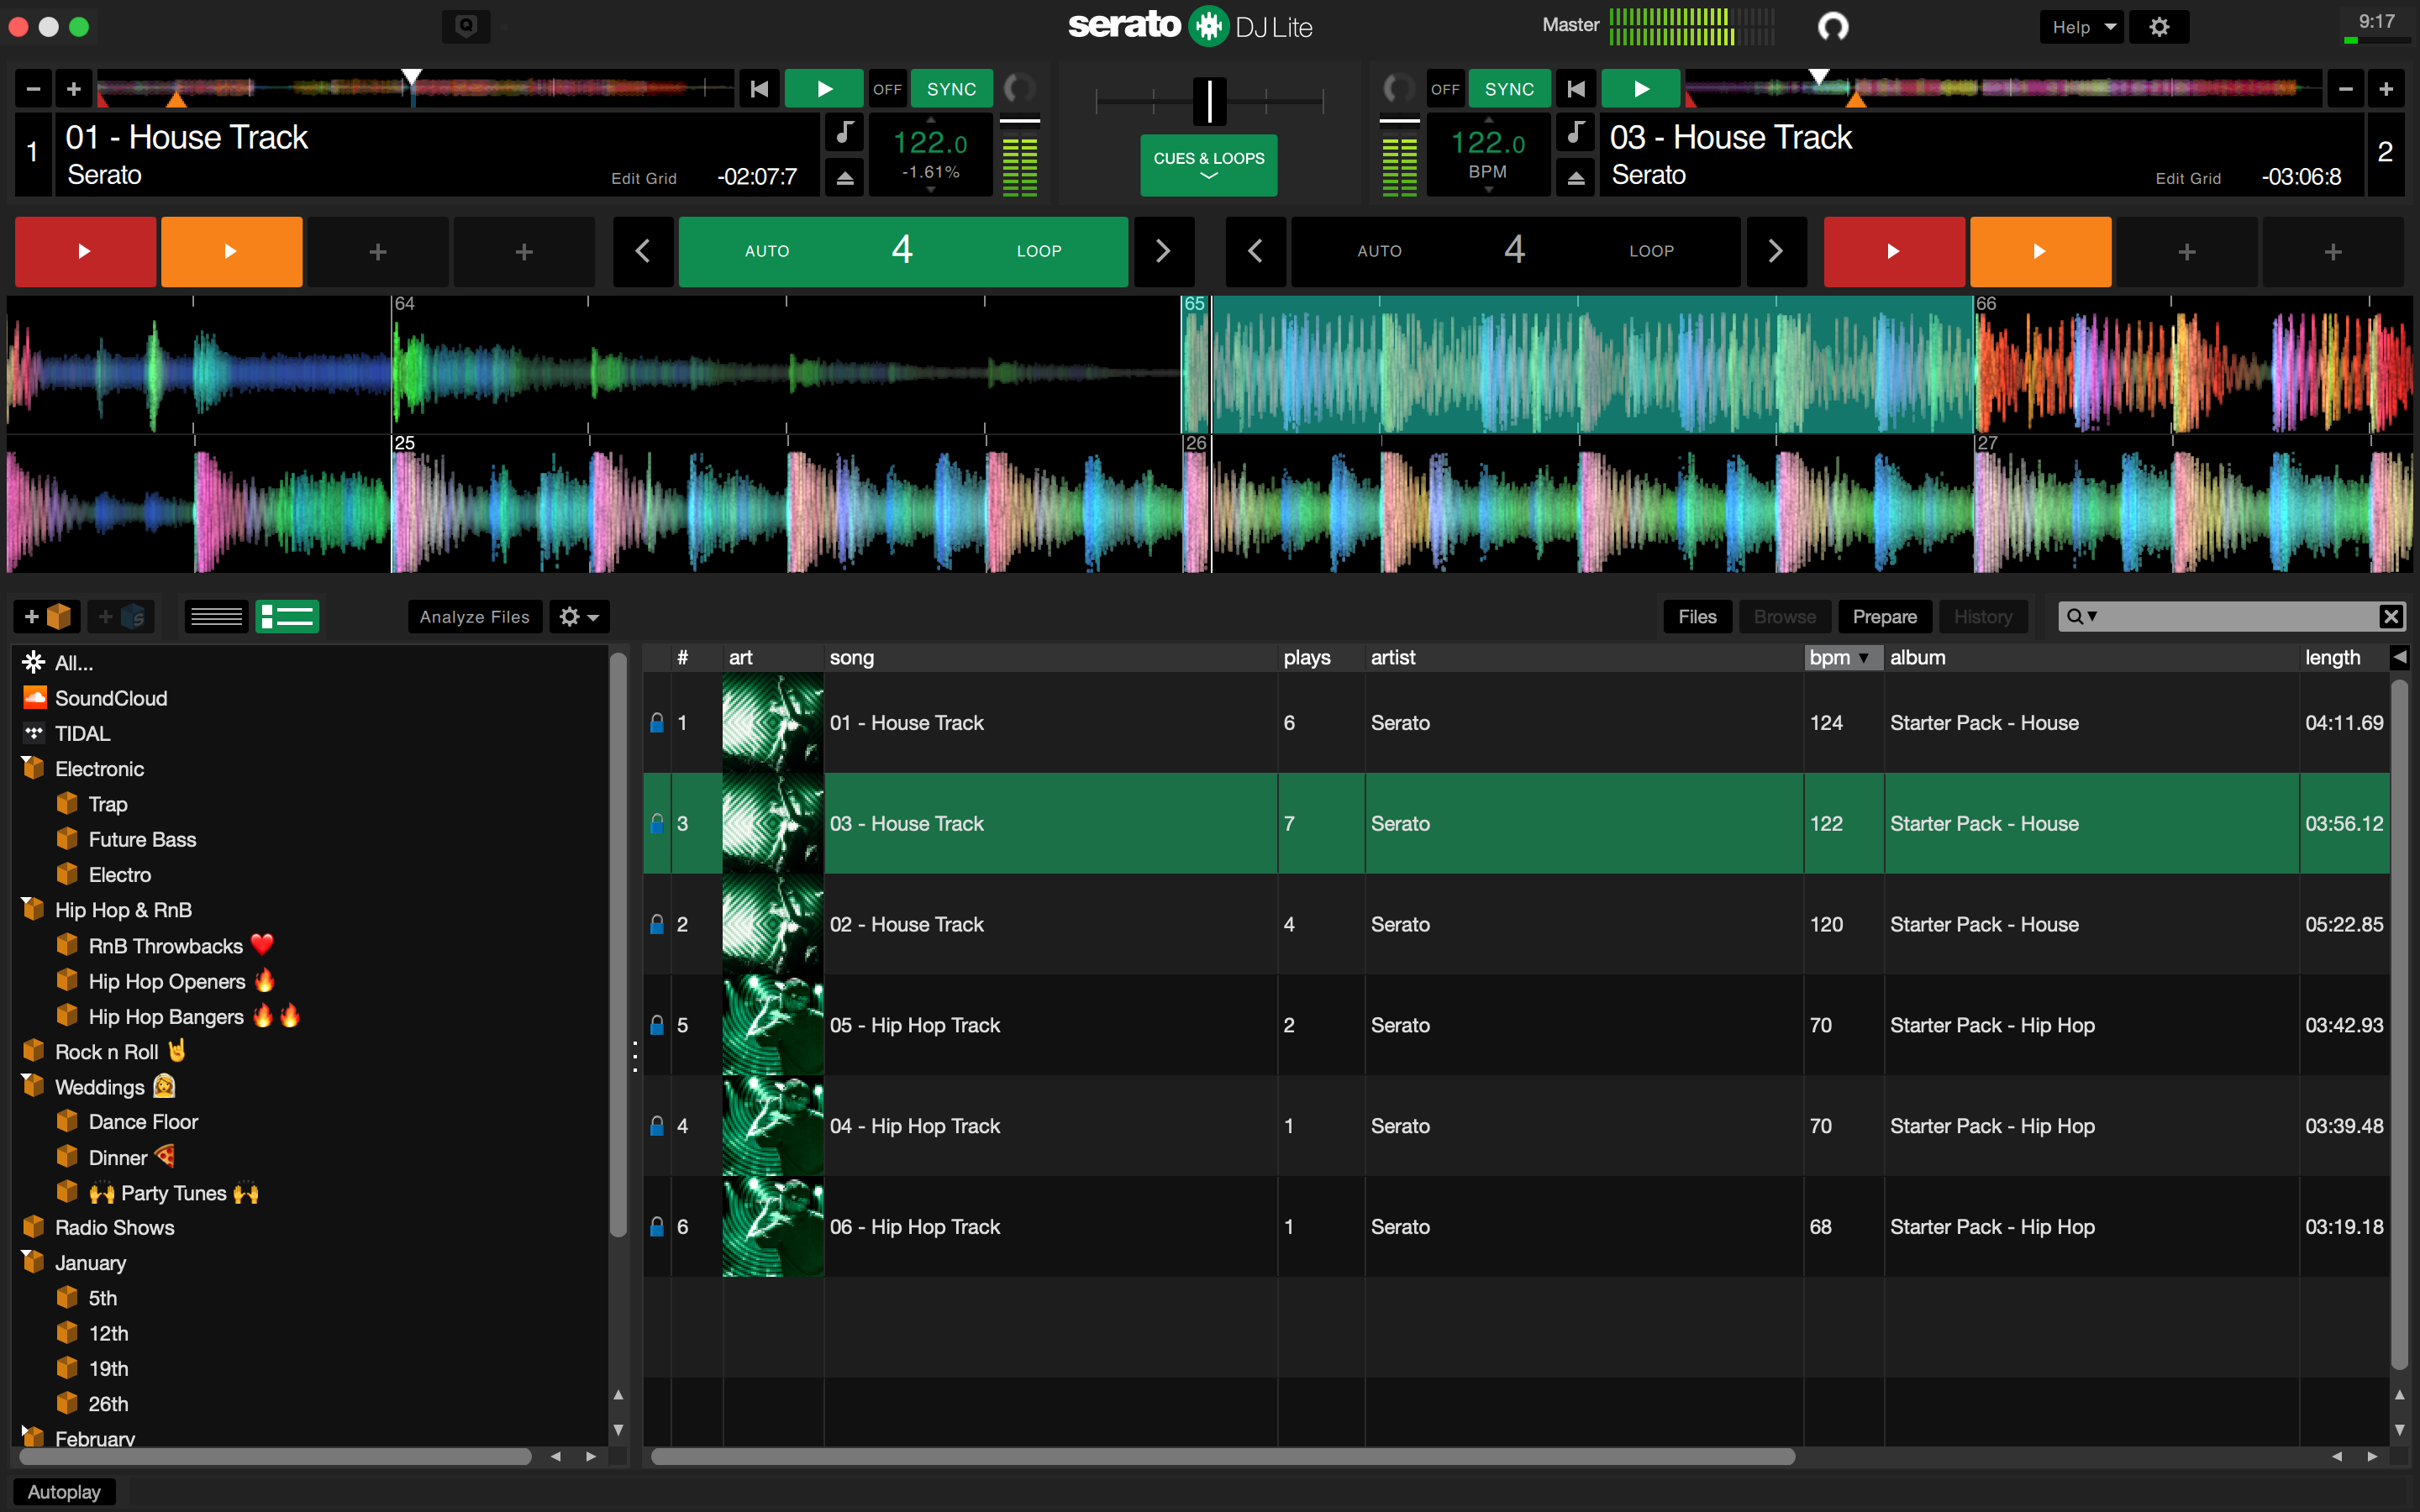 serato DJ Lite
Master
Help
9:17
OFF SYNC
OFF SYNC
1
01 - House Track
Serato
Edit Grid
-02:07:7
122.0
-1.61%
CUES & LOOPS
122.0
BPM
03 - House Track
Serato
Edit Grid
-03:06:8
2
AUTO 4 LOOP
AUTO 4 LOOP
64 65 66
25 26 27
Analyze Files
Files Browse Prepare History
All...
SoundCloud
TIDAL
Electronic
Trap
Future Bass
Electro
Hip Hop & RnB
RnB Throwbacks ❤️
Hip Hop Openers 🔥
Hip Hop Bangers 🔥🔥
Rock n Roll 🤘
Weddings 👰
Dance Floor
Dinner 🍕
🙌 Party Tunes 🙌
Radio Shows
January
5th
12th
19th
26th
February
# art song plays artist bpm album length
1 01 - House Track 6 Serato 124 Starter Pack - House 04:11.69
3 03 - House Track 7 Serato 122 Starter Pack - House 03:56.12
2 02 - House Track 4 Serato 120 Starter Pack - House 05:22.85
5 05 - Hip Hop Track 2 Serato 70 Starter Pack - Hip Hop 03:42.93
4 04 - Hip Hop Track 1 Serato 70 Starter Pack - Hip Hop 03:39.48
6 06 - Hip Hop Track 1 Serato 68 Starter Pack - Hip Hop 03:19.18
Autoplay